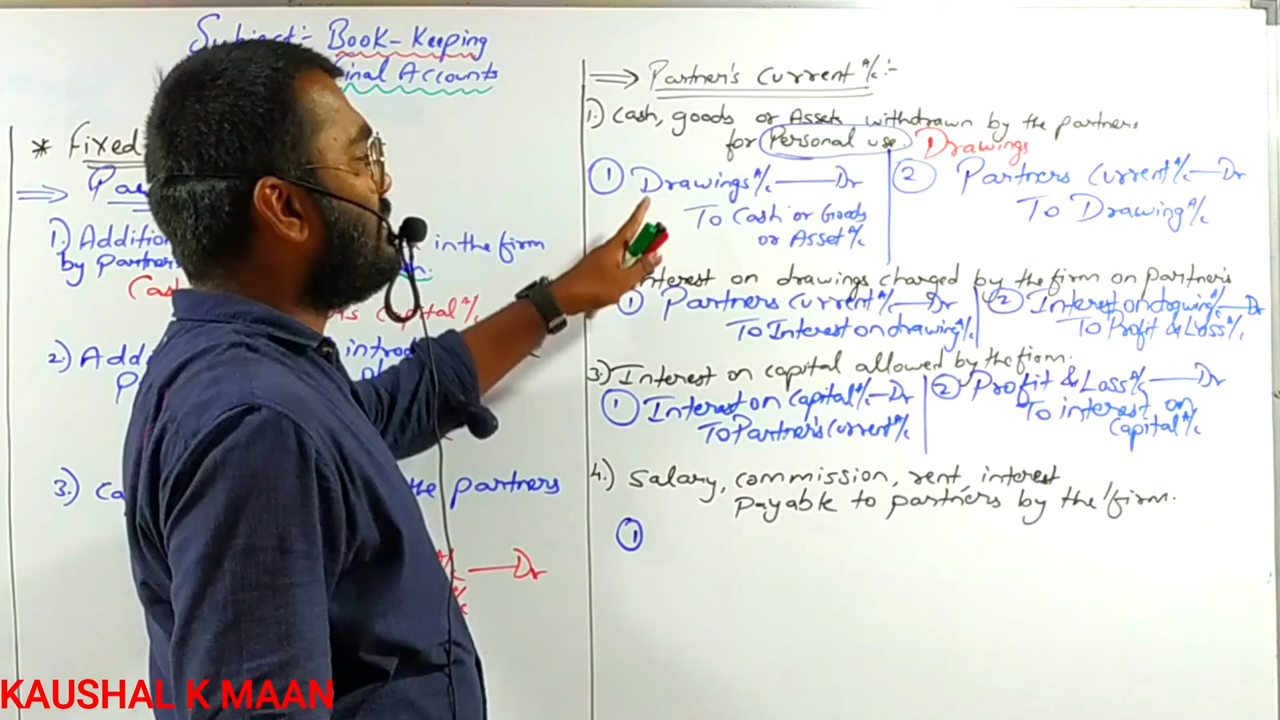 Subject:- Book-Keeping
Final Accounts
* Fixed
1.) Addition in the firm
by partner
Cash
Capital A/c
2) Add introd
3.) Ca the partners
A/c — Dr
⇒ Partner's Current A/c:-
1.) Cash, goods or Assets withdrawn by the partners
for Personal use Drawings
① Drawings A/c — Dr
To Cash or Goods
or Asset A/c
② Partners Current A/c — Dr
To Drawing A/c
Interest on drawings charged by the firm on partner's
① Partners Current A/c — Dr
To Interest on drawing A/c
② Interest on drawing A/c — Dr
To Profit & Loss A/c
3) Interest on capital allowed by the firm.
① Interest on Capital A/c — Dr
To Partner's Current A/c
② Profit & Loss A/c — Dr
To interest on
Capital A/c
4.) Salary, commission, rent, interest
payable to partners by the firm.
①
KAUSHAL K MAAN